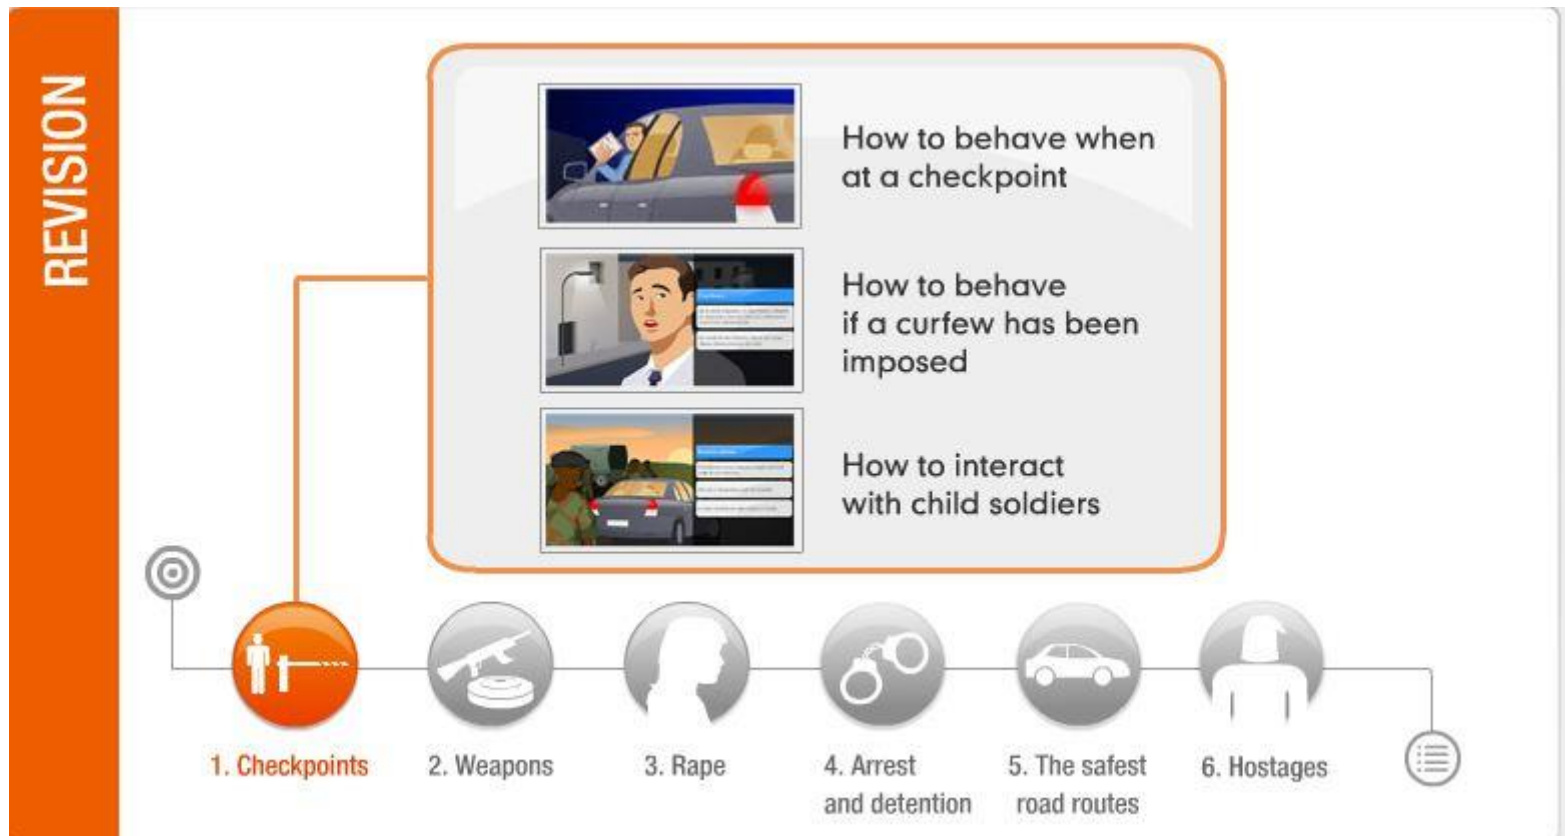 REVISION
How to behave when
at a checkpoint
How to behave
if a curfew has been
imposed
How to interact
with child soldiers
1. Checkpoints
2. Weapons
3. Rape
4. Arrest
and detention
5. The safest
road routes
6. Hostages